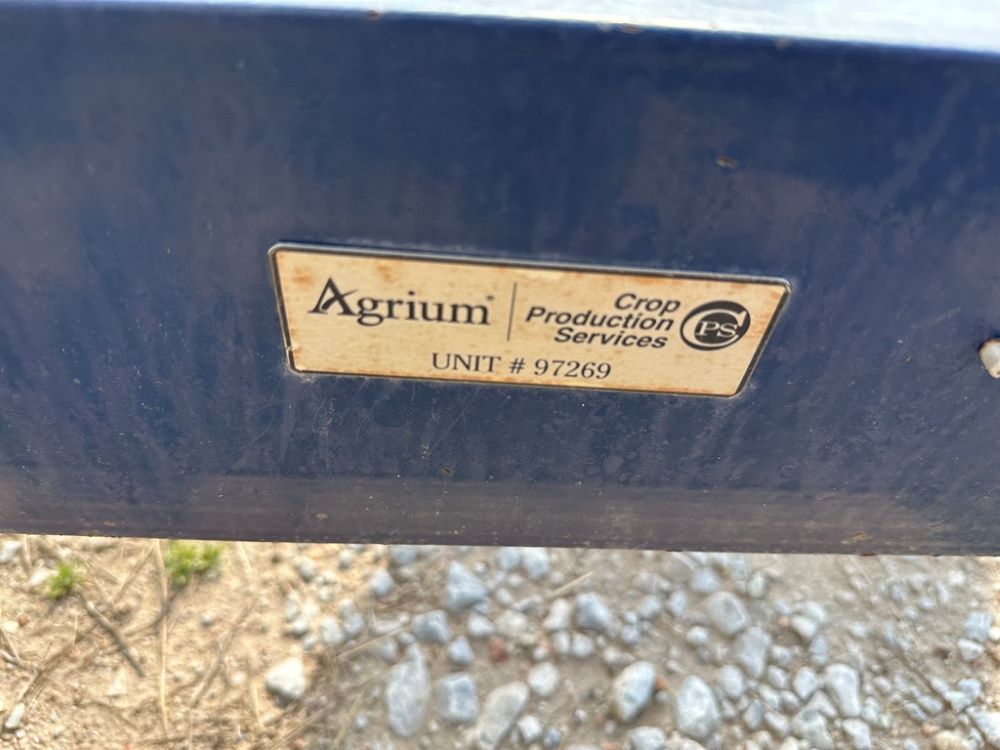 Agrium®
Crop
Production
Services
CPS
UNIT # 97269